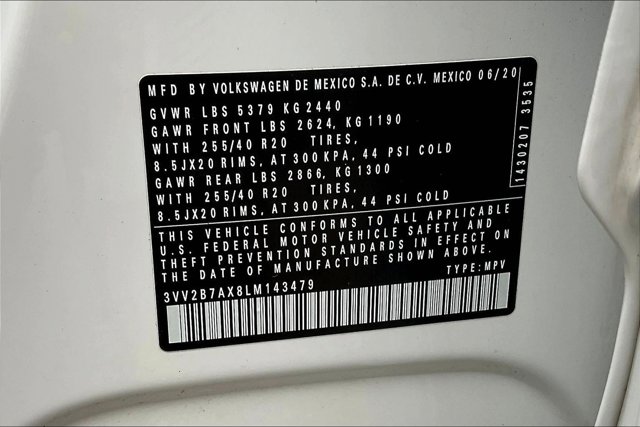 MFD BY VOLKSWAGEN DE MEXICO S.A. DE C.V. MEXICO 06/20
GVWR LBS 5379 KG 2440
GAWR FRONT LBS 2624, KG 1190
WITH 255/40 R20 TIRES,
8.5JX20 RIMS, AT 300 KPA, 44 PSI COLD
GAWR REAR LBS 2866, KG 1300
WITH 255/40 R20 TIRES,
8.5JX20 RIMS, AT 300 KPA, 44 PSI COLD
THIS VEHICLE CONFORMS TO ALL APPLICABLE
U.S. FEDERAL MOTOR VEHICLE SAFETY AND
THEFT PREVENTION STANDARDS IN EFFECT ON
THE DATE OF MANUFACTURE SHOWN ABOVE.
3VV2B7AX8LM143479 TYPE: MPV
1430207 3535